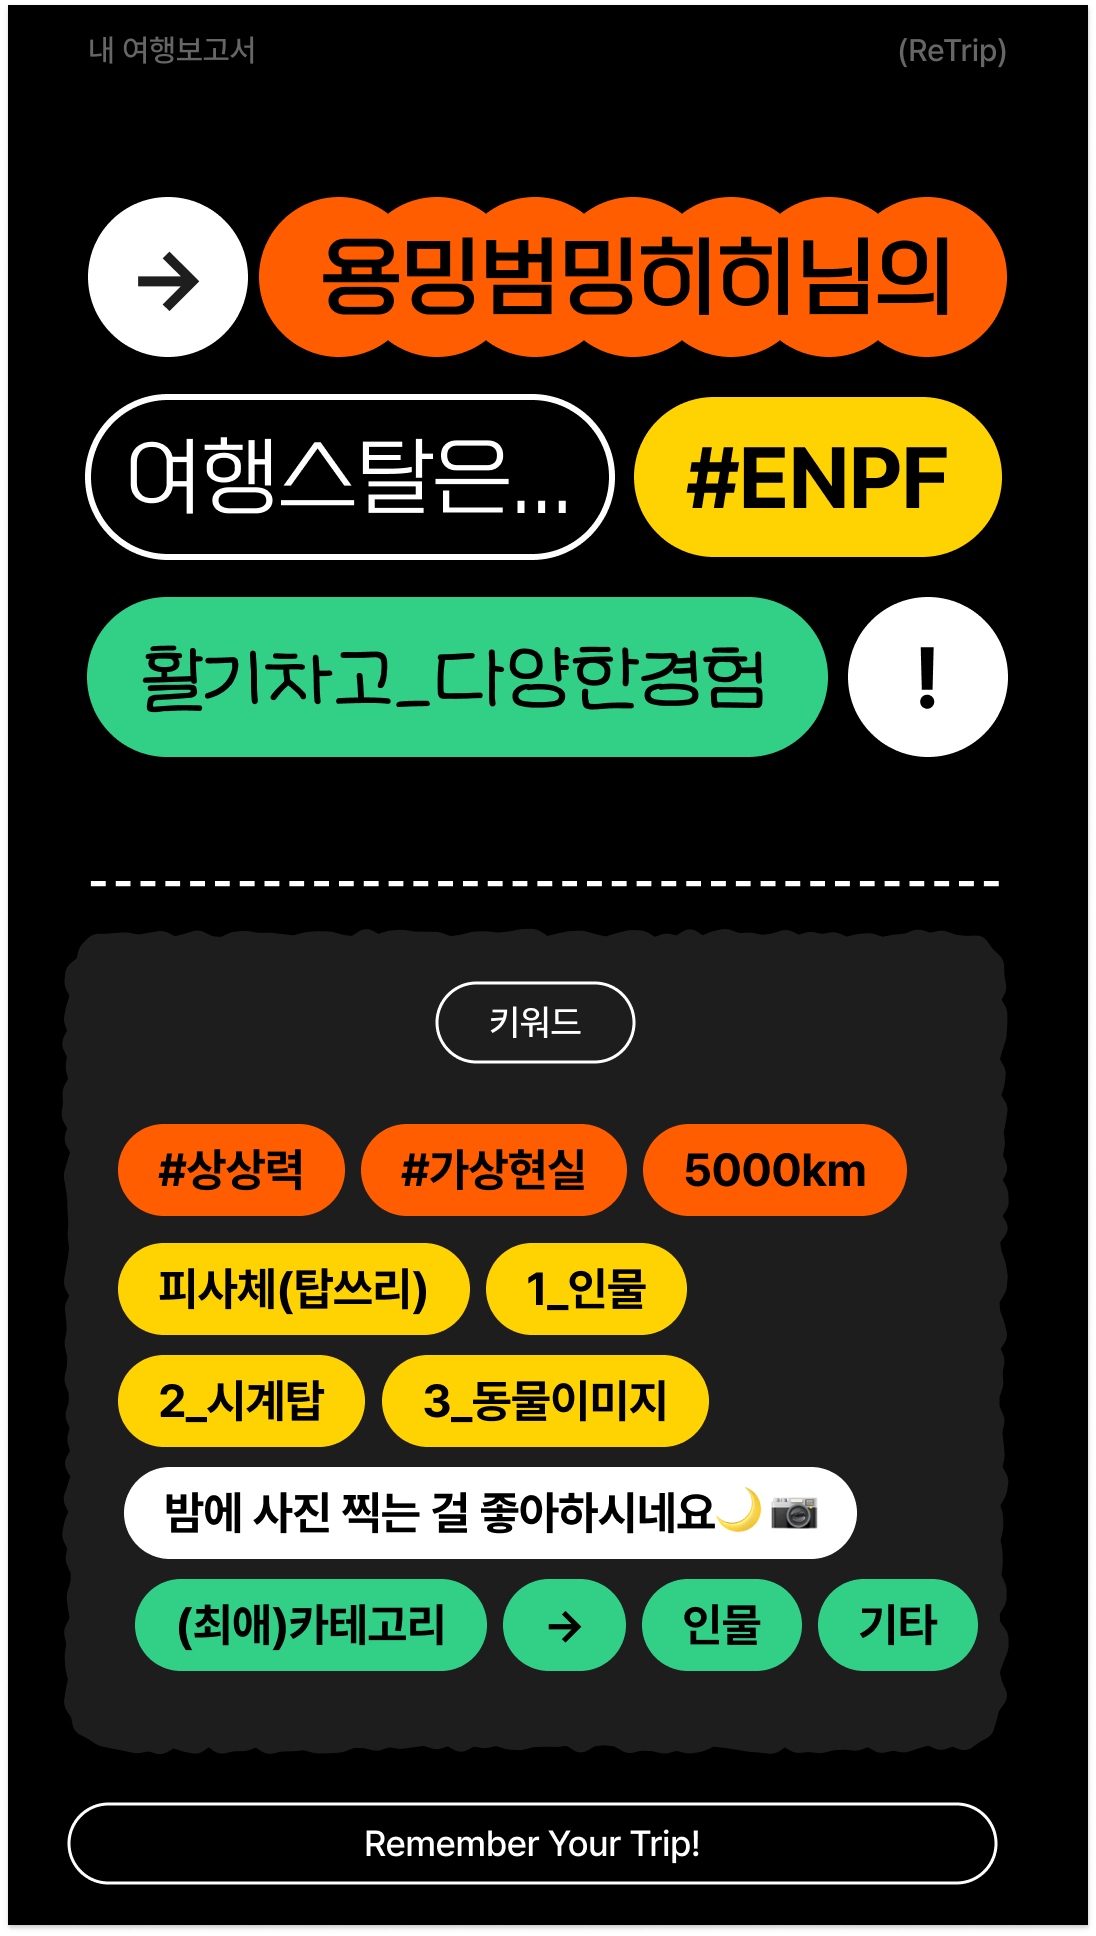 내 여행보고서 (ReTrip)
→ 용밍범밍히히님의
여행스탈은... #ENPF
활기차고_다양한경험 !
키워드
#상상력 #가상현실 5000km
피사체(탑쓰리) 1_인물
2_시계탑 3_동물이미지
밤에 사진 찍는 걸 좋아하시네요🌙📷
(최애)카테고리 → 인물 기타
Remember Your Trip!